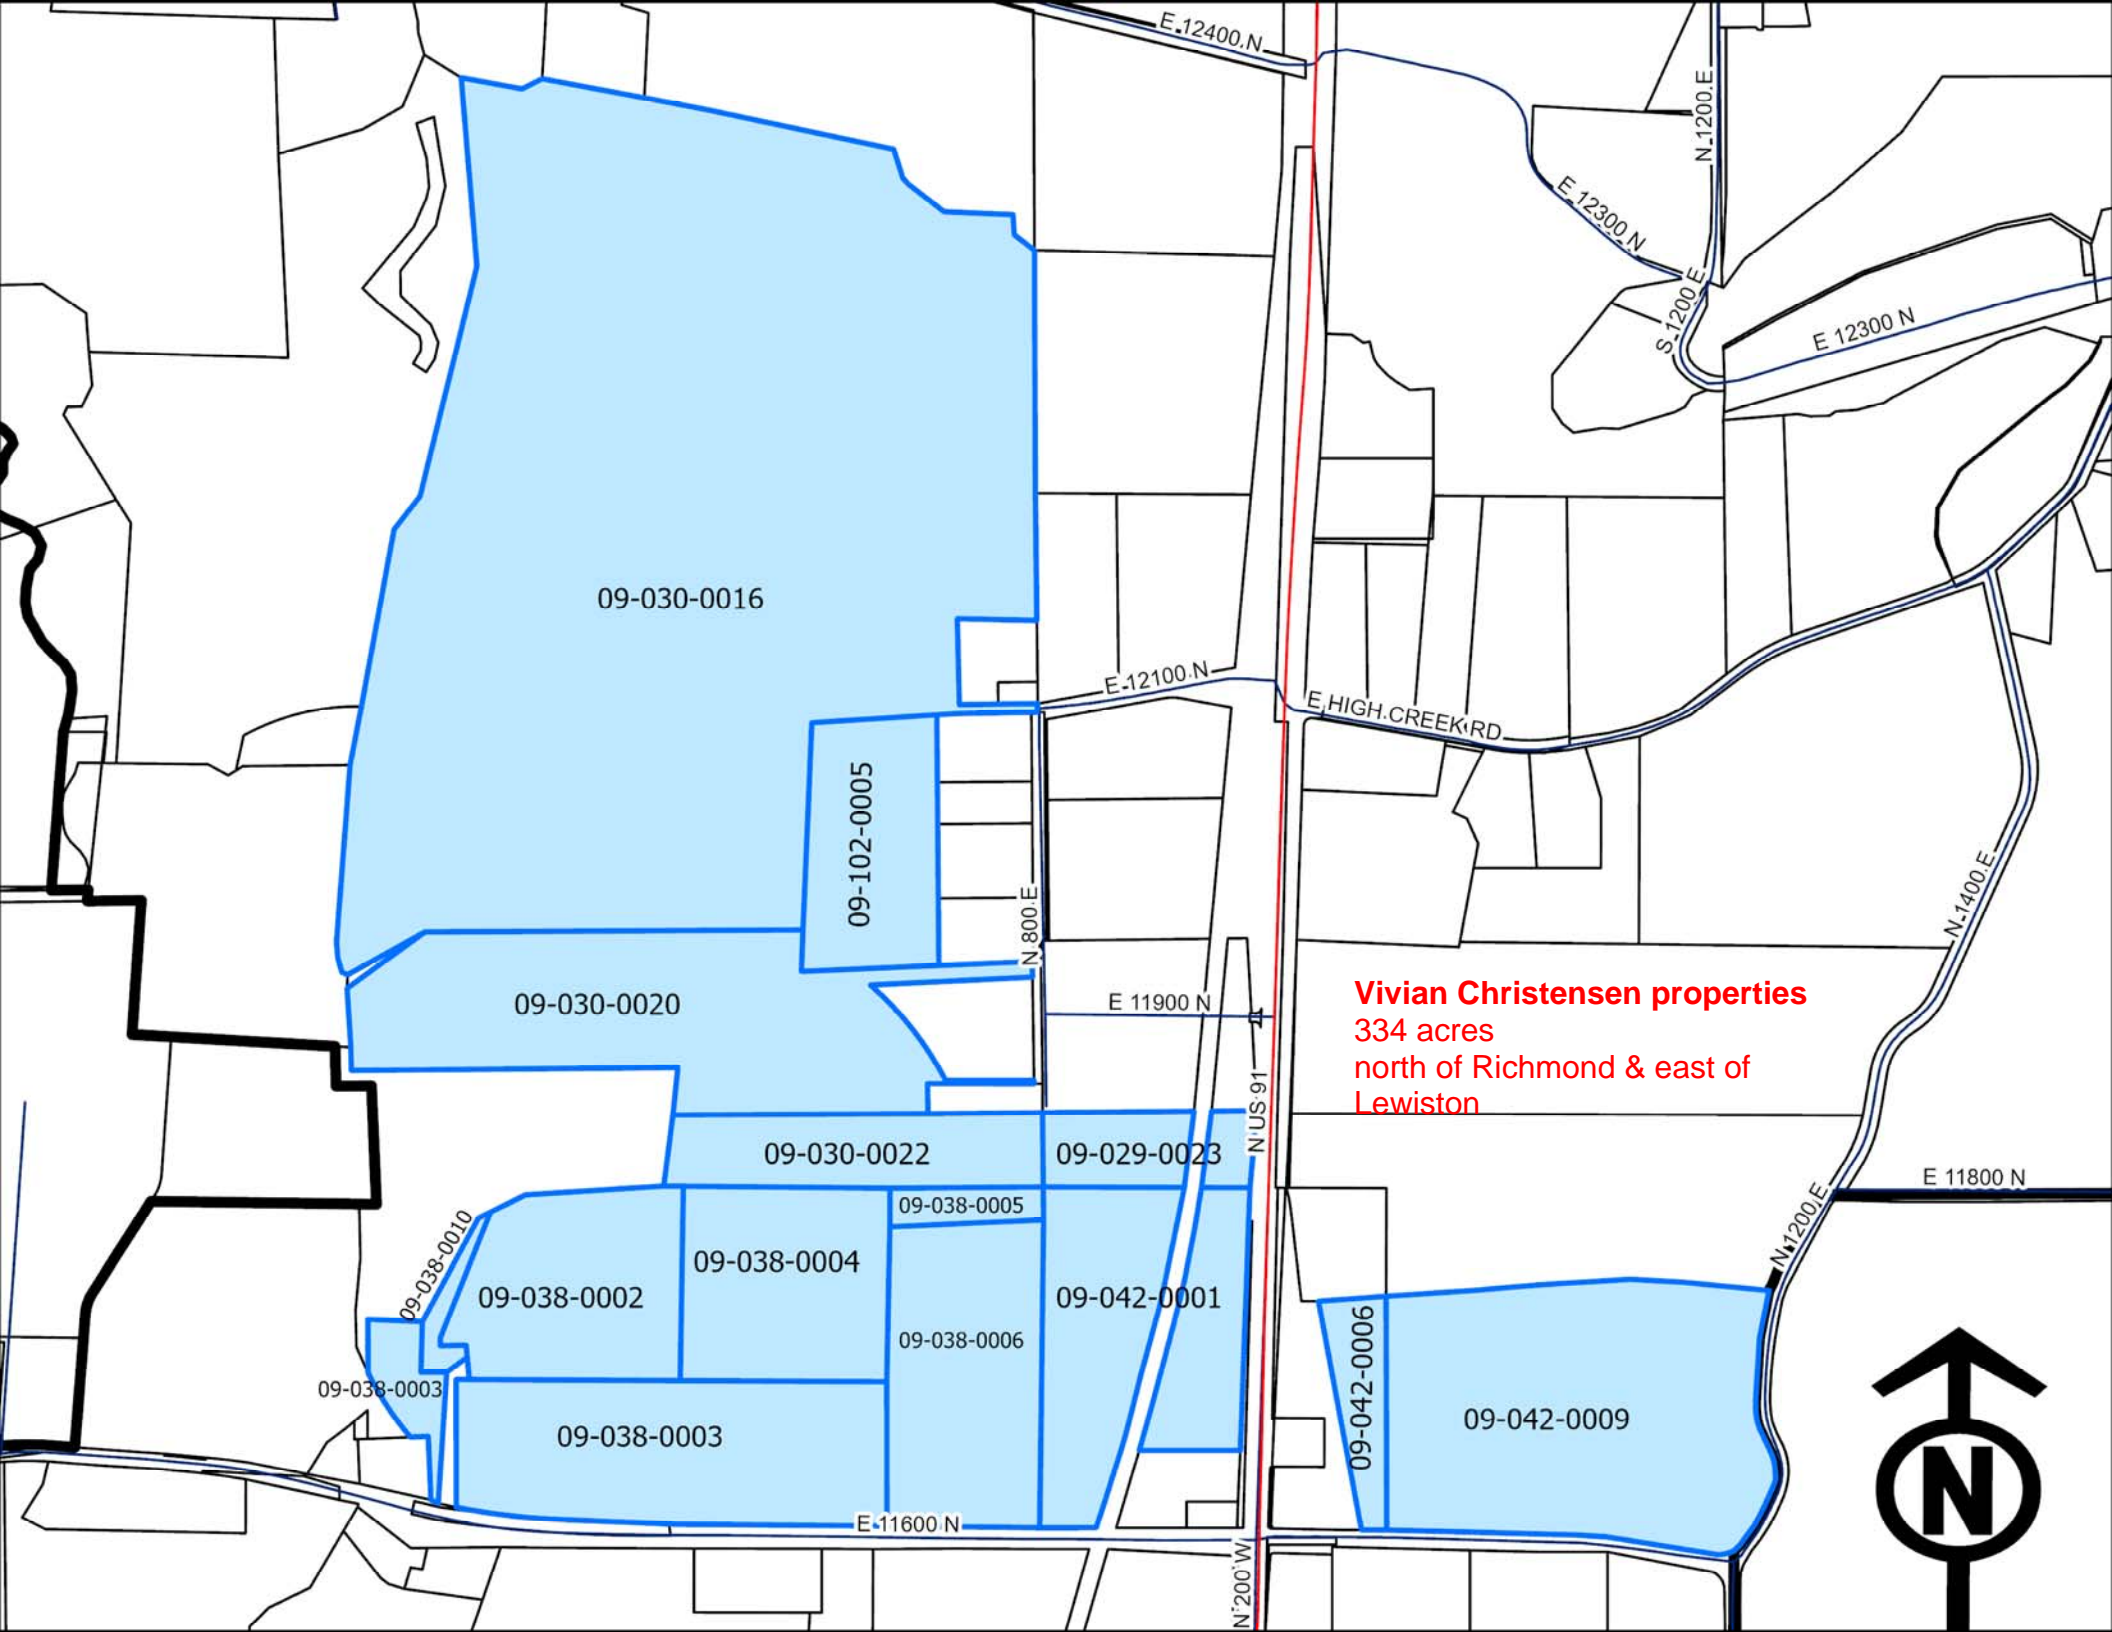 E 12400 N
N 1200 E
E 12300 N
S 1200 E
E 12300 N
09-030-0016
E 12100 N
E HIGH CREEK RD
09-102-0005
N 800 E
N 1400 E
09-030-0020
E 11900 N
Vivian Christensen properties
334 acres
north of Richmond & east of
Lewiston
N US 91
09-030-0022
09-029-0023
E 11800 N
09-038-0010
09-038-0005
N 1200 E
09-038-0004
09-038-0002
09-042-0001
09-038-0006
09-042-0006
09-038-0003
09-038-0003
09-042-0009
N
E 11600 N
N 200 W